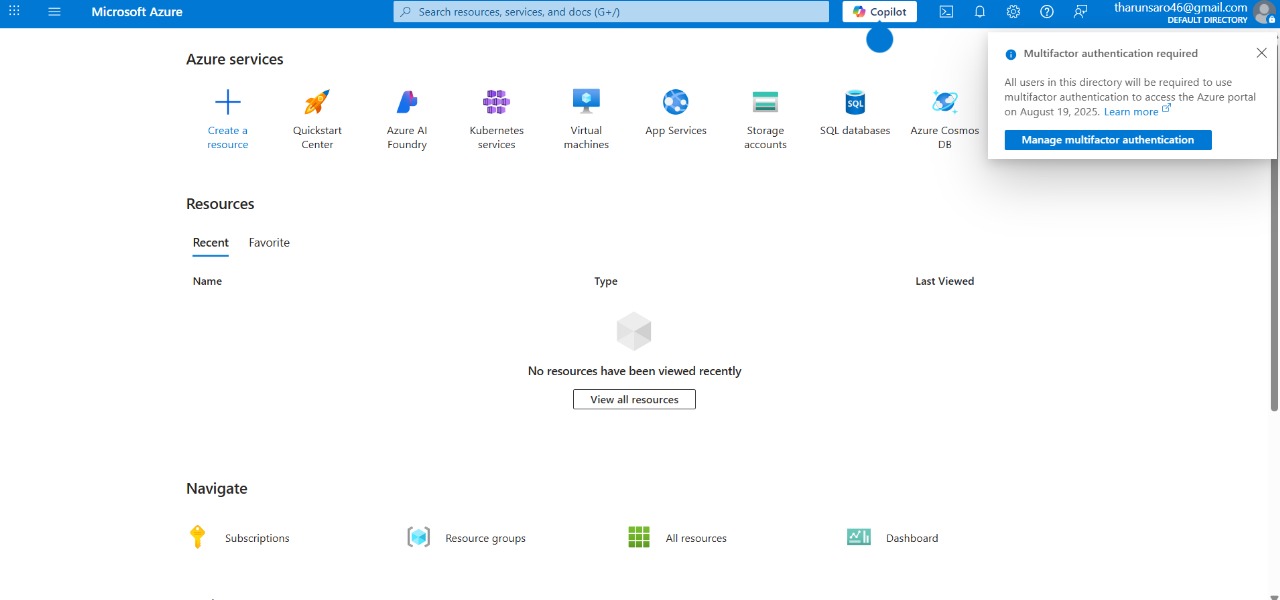 Microsoft Azure
Search resources, services, and docs (G+/)
Copilot
tharunsaro46@gmail.com
DEFAULT DIRECTORY
Multifactor authentication required
All users in this directory will be required to use
multifactor authentication to access the Azure portal
on August 19, 2025. Learn more
Manage multifactor authentication
Azure services
Create a
resource
Quickstart
Center
Azure AI
Foundry
Kubernetes
services
Virtual
machines
App Services
Storage
accounts
SQL
SQL databases
Azure Cosmos
DB
Resources
Recent
Favorite
Name
Type
Last Viewed
No resources have been viewed recently
View all resources
Navigate
Subscriptions
Resource groups
All resources
Dashboard